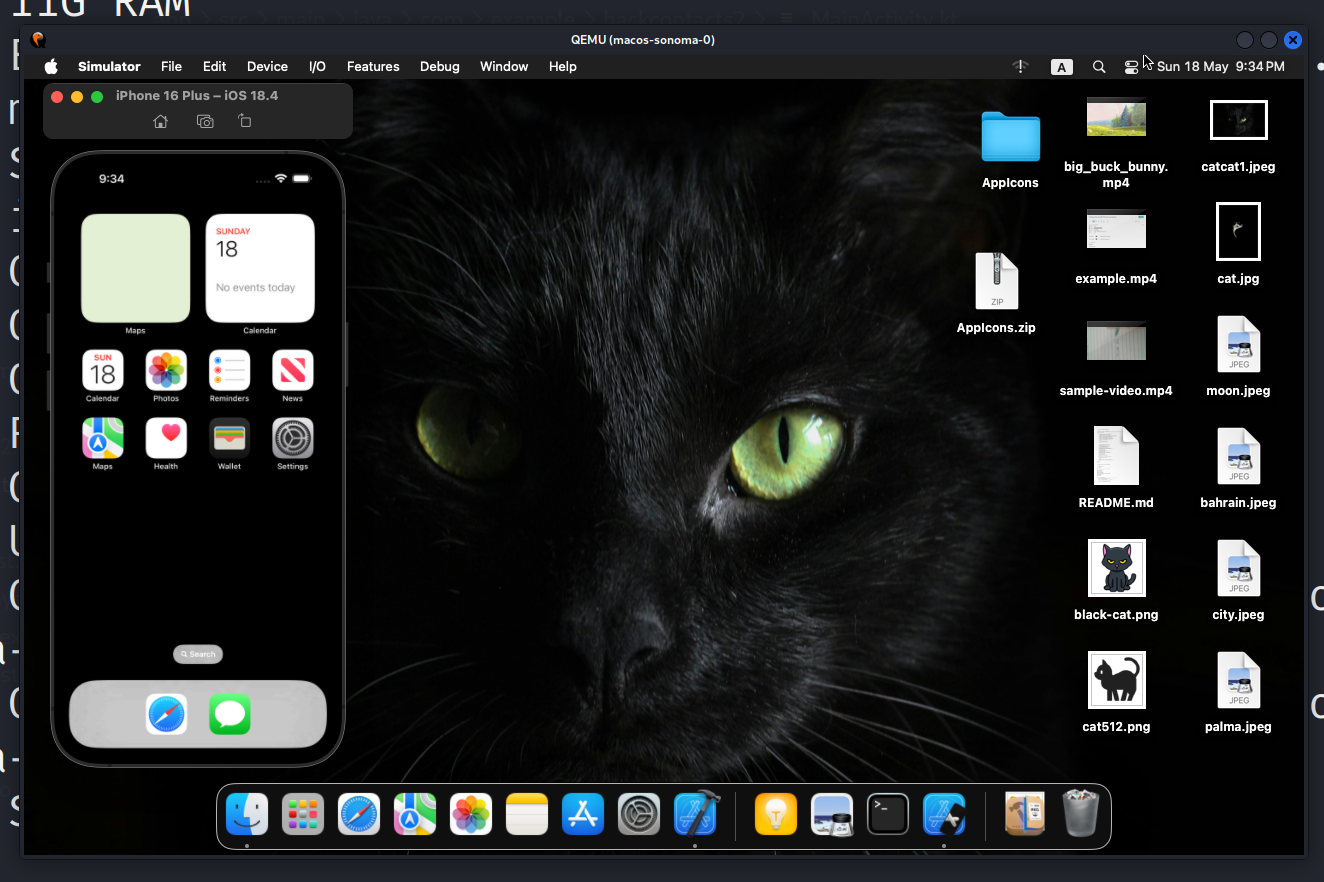 11G RAM
QEMU (macos-sonoma-0)
Simulator File Edit Device I/O Features Debug Window Help
A
Sun 18 May 9:34 PM
iPhone 16 Plus – iOS 18.4
9:34
Maps
SUNDAY
18
No events today
Calendar
SUN
18
Calendar
Photos
Reminders
News
Maps
Health
Wallet
Settings
Search
AppIcons
big_buck_bunny.
mp4
catcat1.jpeg
example.mp4
cat.jpg
ZIP
AppIcons.zip
sample-video.mp4
JPEG
moon.jpeg
README.md
JPEG
bahrain.jpeg
black-cat.png
JPEG
city.jpeg
cat512.png
JPEG
palma.jpeg